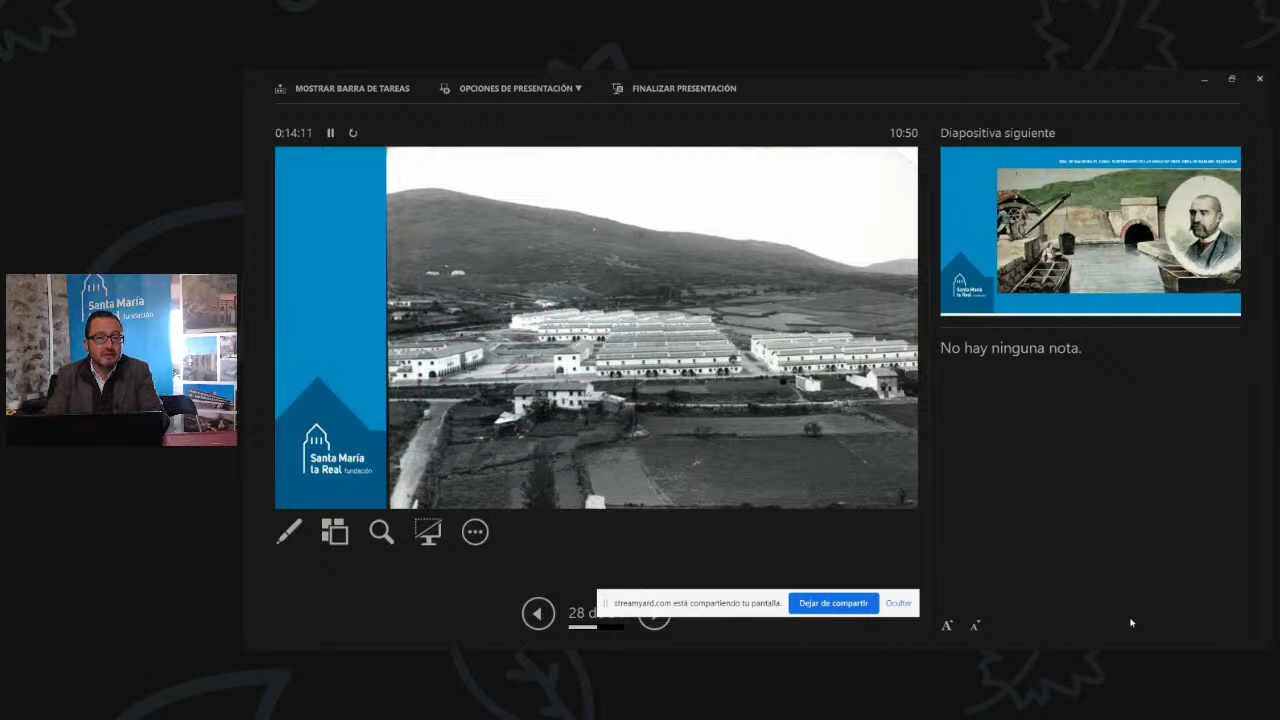 MOSTRAR BARRA DE TAREAS
OPCIONES DE PRESENTACIÓN
FINALIZAR PRESENTACIÓN
0:14:11
10:50
Diapositiva siguiente
Santa María
la Real fundación
Santa María
fundación
No hay ninguna nota.
28 d
streamyard.com está compartiendo tu pantalla.
Dejar de compartir
Ocultar
A
A